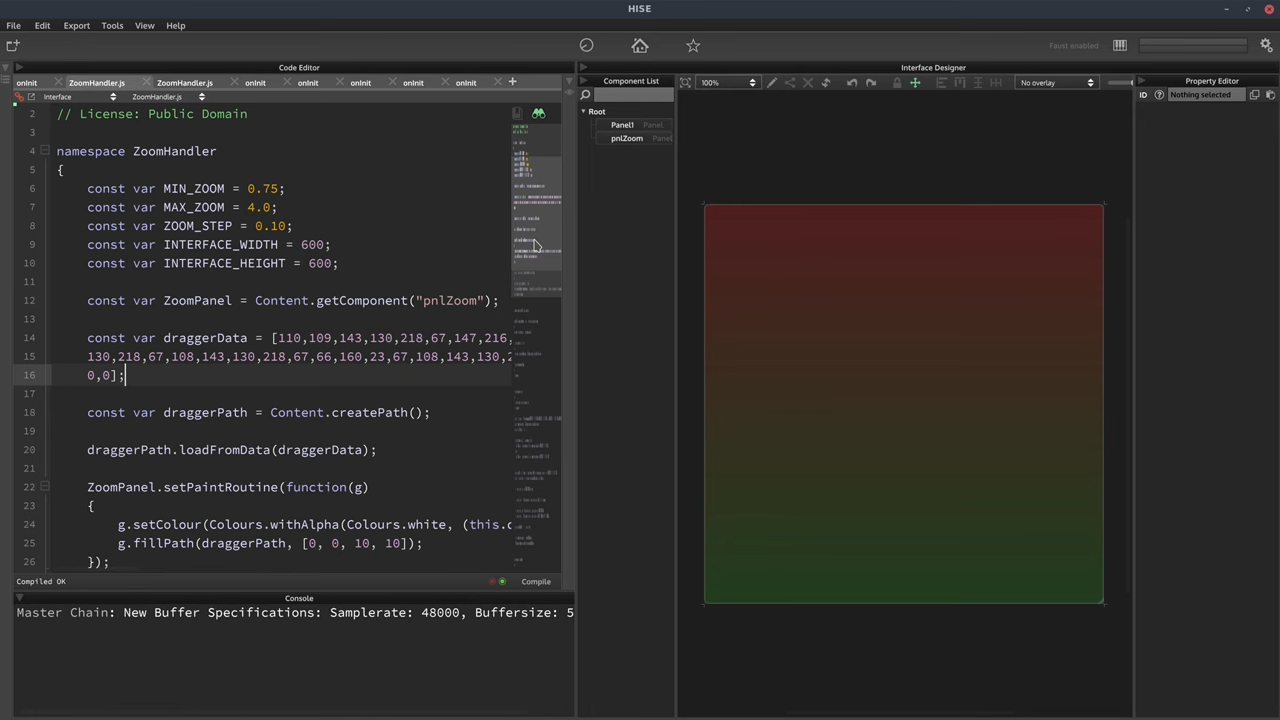 HISE
File Edit Export Tools View Help
Faust enabled
Code Editor
Interface Designer
onInit ZoomHandler.js ZoomHandler.js onInit onInit onInit onInit onInit
Component List
100%
No overlay
Property Editor
Interface ZoomHandler.js
ID Nothing selected
Root
Panel1 Panel
pnlZoom Panel
2 // License: Public Domain
3
4 namespace ZoomHandler
5 {
6 const var MIN_ZOOM = 0.75;
7 const var MAX_ZOOM = 4.0;
8 const var ZOOM_STEP = 0.10;
9 const var INTERFACE_WIDTH = 600;
10 const var INTERFACE_HEIGHT = 600;
11
12 const var ZoomPanel = Content.getComponent("pnlZoom");
13
14 const var draggerData = [110,109,143,130,218,67,147,216,
15 130,218,67,108,143,130,218,67,66,160,23,67,108,143,130,
16 0,0];
17
18 const var draggerPath = Content.createPath();
19
20 draggerPath.loadFromData(draggerData);
21
22 ZoomPanel.setPaintRoutine(function(g)
23 {
24 g.setColour(Colours.withAlpha(Colours.white, (this.
25 g.fillPath(draggerPath, [0, 0, 10, 10]);
26 });
Compiled OK
Compile
Console
Master Chain: New Buffer Specifications: Samplerate: 48000, Buffersize: 5